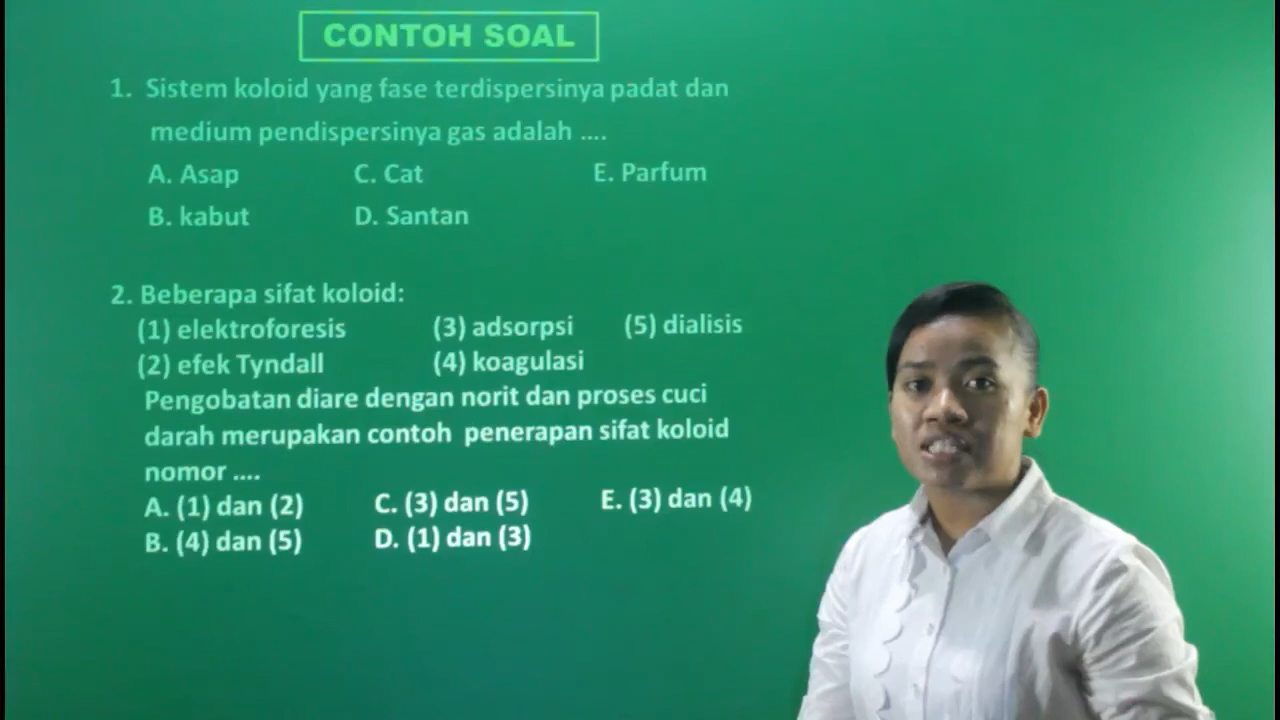 CONTOH SOAL
1. Sistem koloid yang fase terdispersinya padat dan
medium pendispersinya gas adalah ....
A. Asap C. Cat E. Parfum
B. kabut D. Santan
2. Beberapa sifat koloid:
(1) elektroforesis (3) adsorpsi (5) dialisis
(2) efek Tyndall (4) koagulasi
Pengobatan diare dengan norit dan proses cuci
darah merupakan contoh penerapan sifat koloid
nomor ....
A. (1) dan (2) C. (3) dan (5) E. (3) dan (4)
B. (4) dan (5) D. (1) dan (3)